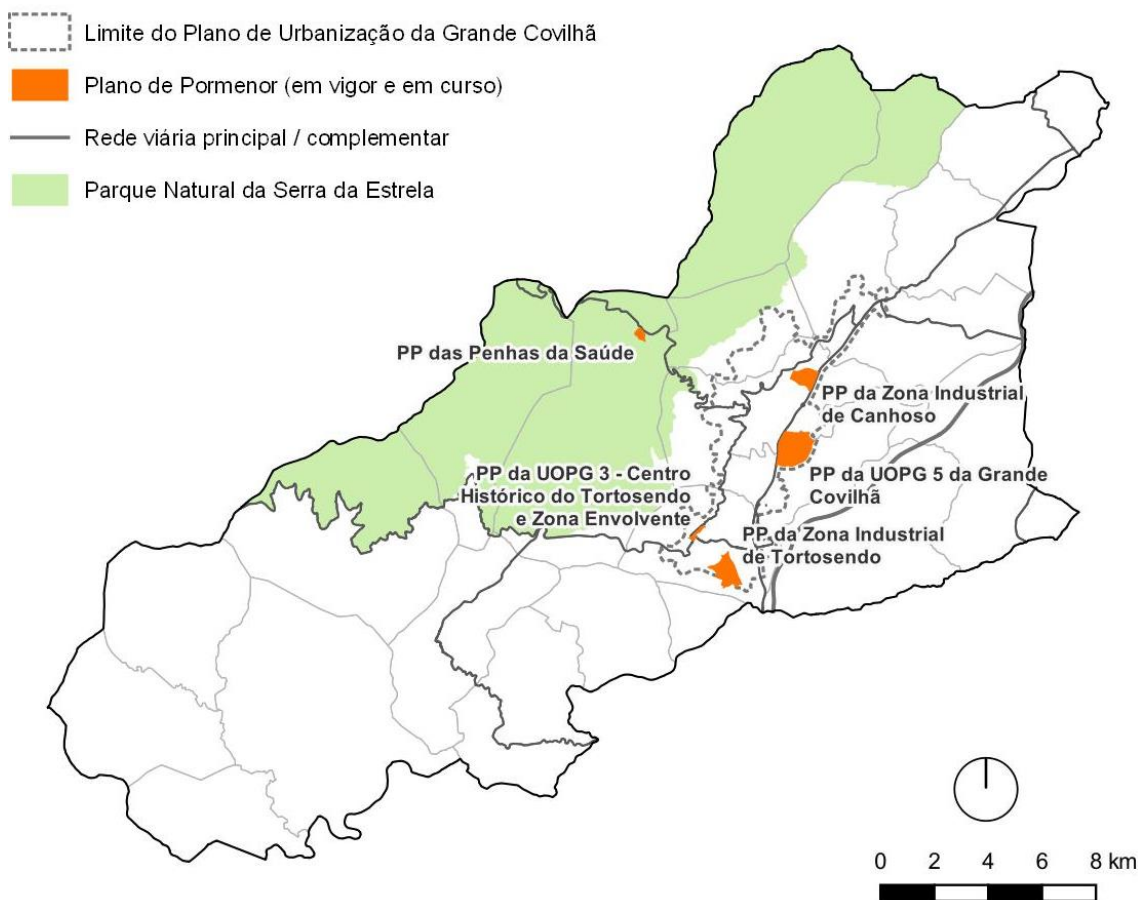 Limite do Plano de Urbanização da Grande Covilhã
Plano de Pormenor (em vigor e em curso)
Rede viária principal / complementar
Parque Natural da Serra da Estrela
PP das Penhas da Saúde
PP da Zona Industrial
de Canhoso
PP da UOPG 3 - Centro
Histórico do Tortosendo
e Zona Envolvente
PP da UOPG 5 da Grande
Covilhã
PP da Zona Industrial
de Tortosendo
0 2 4 6 8 km